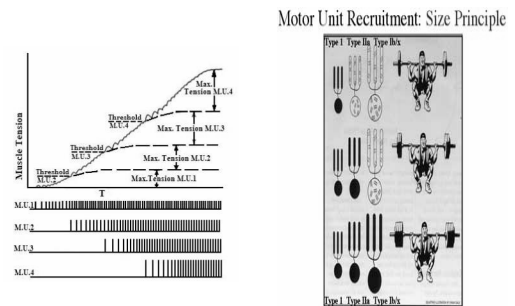 Motor Unit Recruitment: Size Principle
Type 1 Type IIa Type IIb/x
Max.
Tension M.U.4
Threshold
M.U.4
Max. Tension M.U.3
Threshold
M.U.3
Max. Tension M.U.2
Threshold
M.U.2
Max.Tension M.U.1
Muscle Tension
T
M.U.1
M.U.2
M.U.3
M.U.4
Type 1 Type IIa Type IIb/x